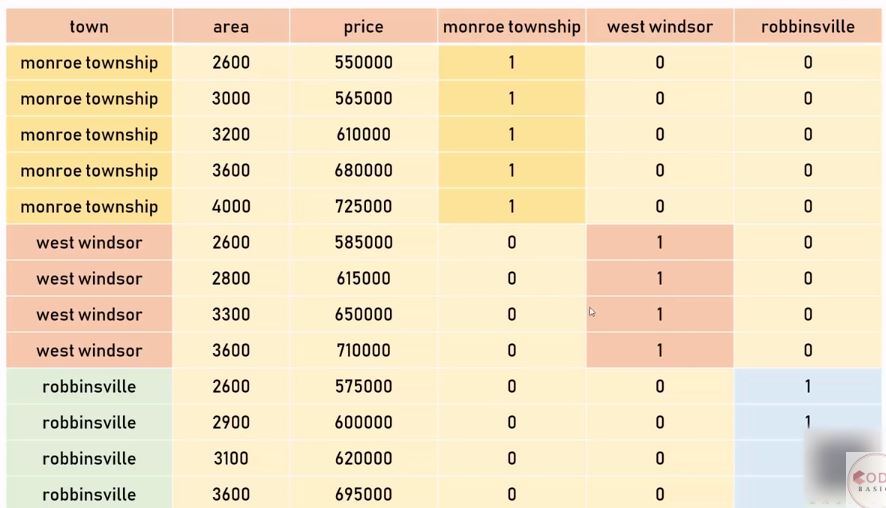 town area price monroe township west windsor robbinsville
monroe township 2600 550000 1 0 0
monroe township 3000 565000 1 0 0
monroe township 3200 610000 1 0 0
monroe township 3600 680000 1 0 0
monroe township 4000 725000 1 0 0
west windsor 2600 585000 0 1 0
west windsor 2800 615000 0 1 0
west windsor 3300 650000 0 1 0
west windsor 3600 710000 0 1 0
robbinsville 2600 575000 0 0 1
robbinsville 2900 600000 0 0 1
robbinsville 3100 620000 0 0
robbinsville 3600 695000 0 0